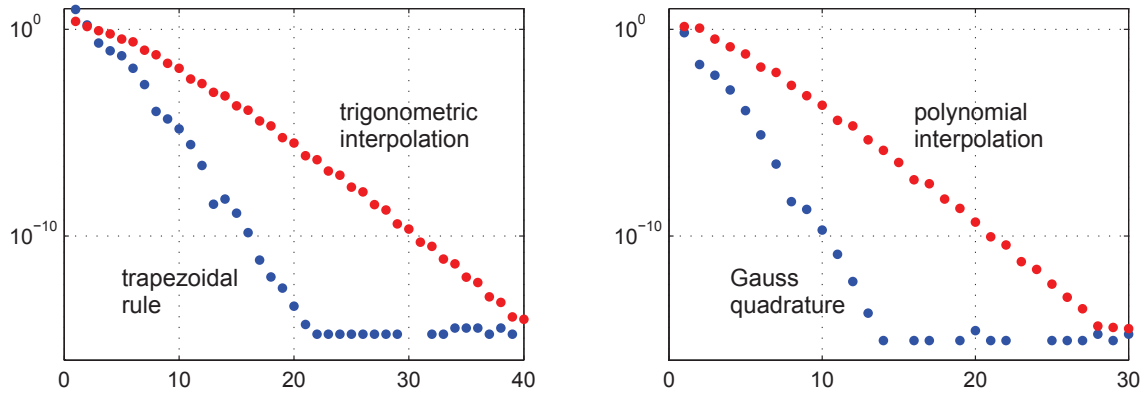 10^0
10^−10
trigonometric
interpolation
trapezoidal
rule
0 10 20 30 40
10^0
10^−10
polynomial
interpolation
Gauss
quadrature
0 10 20 30